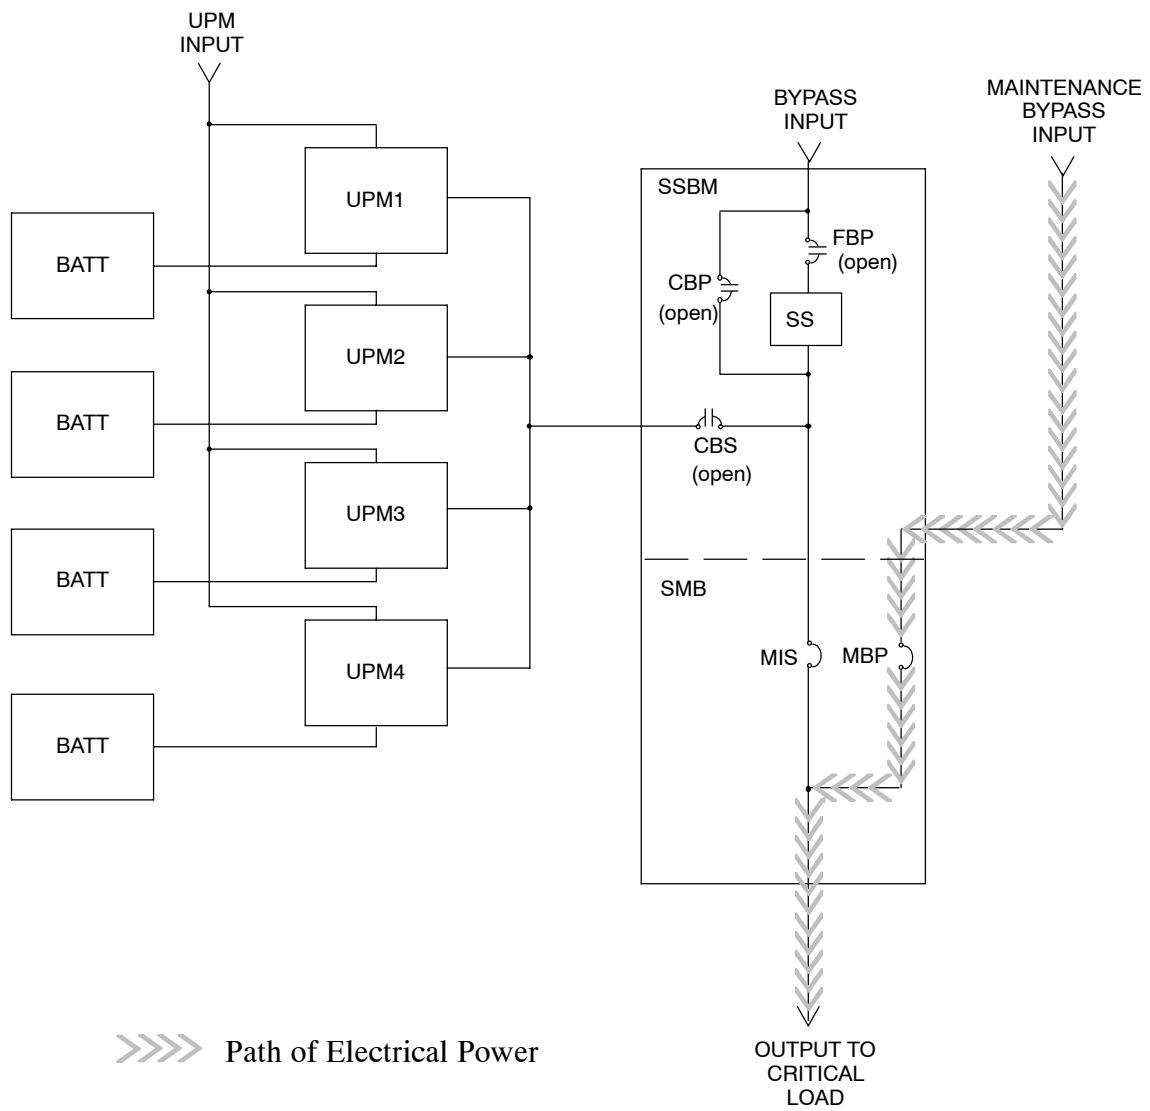 UPM
INPUT
BYPASS
INPUT
MAINTENANCE
BYPASS
INPUT
SSBM
UPM1
BATT
FBP
(open)
CBP
(open)
SS
UPM2
BATT
CBS
(open)
UPM3
BATT
SMB
MIS
MBP
UPM4
BATT
Path of Electrical Power
OUTPUT TO
CRITICAL
LOAD